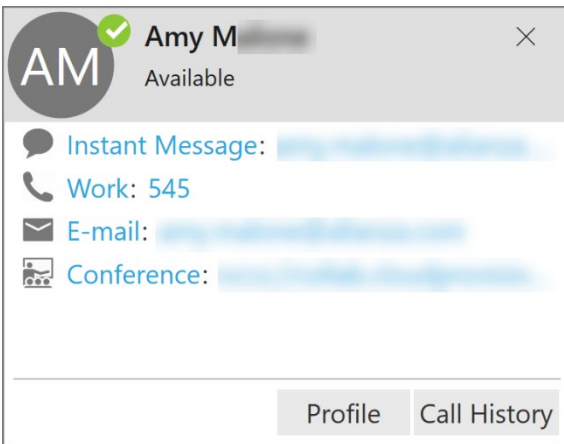 AM
Amy M
Available
Instant Message:
Work: 545
E-mail:
Conference:
Profile
Call History